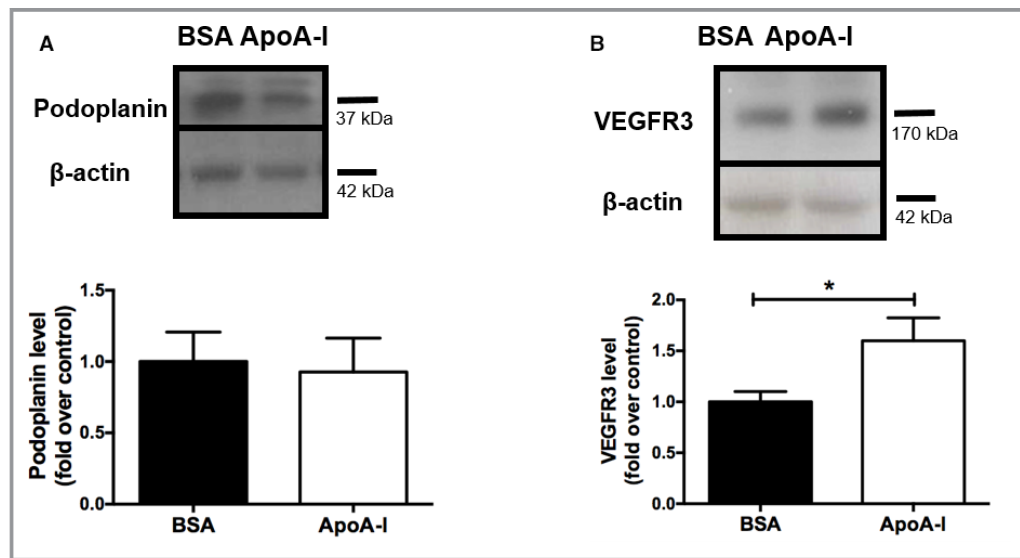 A
BSA ApoA-I
Podoplanin
37 kDa
β-actin
42 kDa
Podoplanin level
(fold over control)
1.5
1.0
0.5
0.0
BSA
ApoA-I
B
BSA ApoA-I
VEGFR3
170 kDa
β-actin
42 kDa
VEGFR3 level
(fold over control)
2.0
1.5
1.0
0.5
0.0
*
BSA
ApoA-I